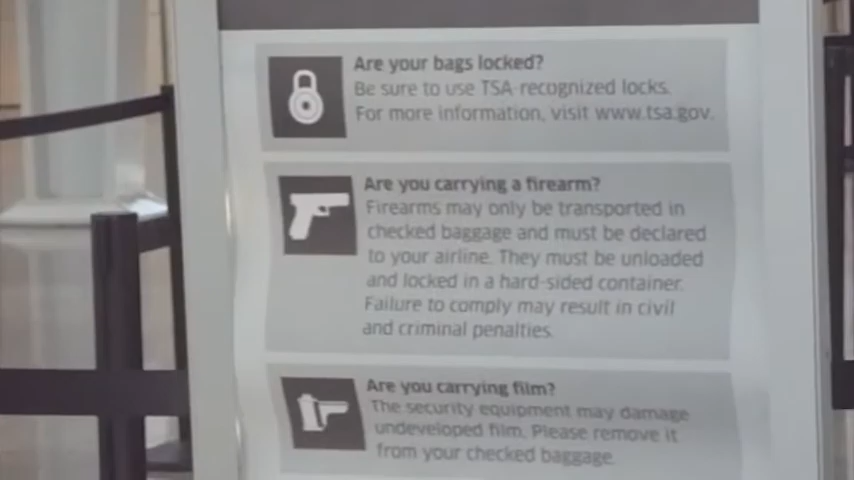 Are your bags locked?
Be sure to use TSA-recognized locks.
For more information, visit www.tsa.gov.
Are you carrying a firearm?
Firearms may only be transported in
checked baggage and must be declared
to your airline. They must be unloaded
and locked in a hard-sided container.
Failure to comply may result in civil
and criminal penalties.
Are you carrying film?
The security equipment may damage
undeveloped film. Please remove it
from your checked baggage.